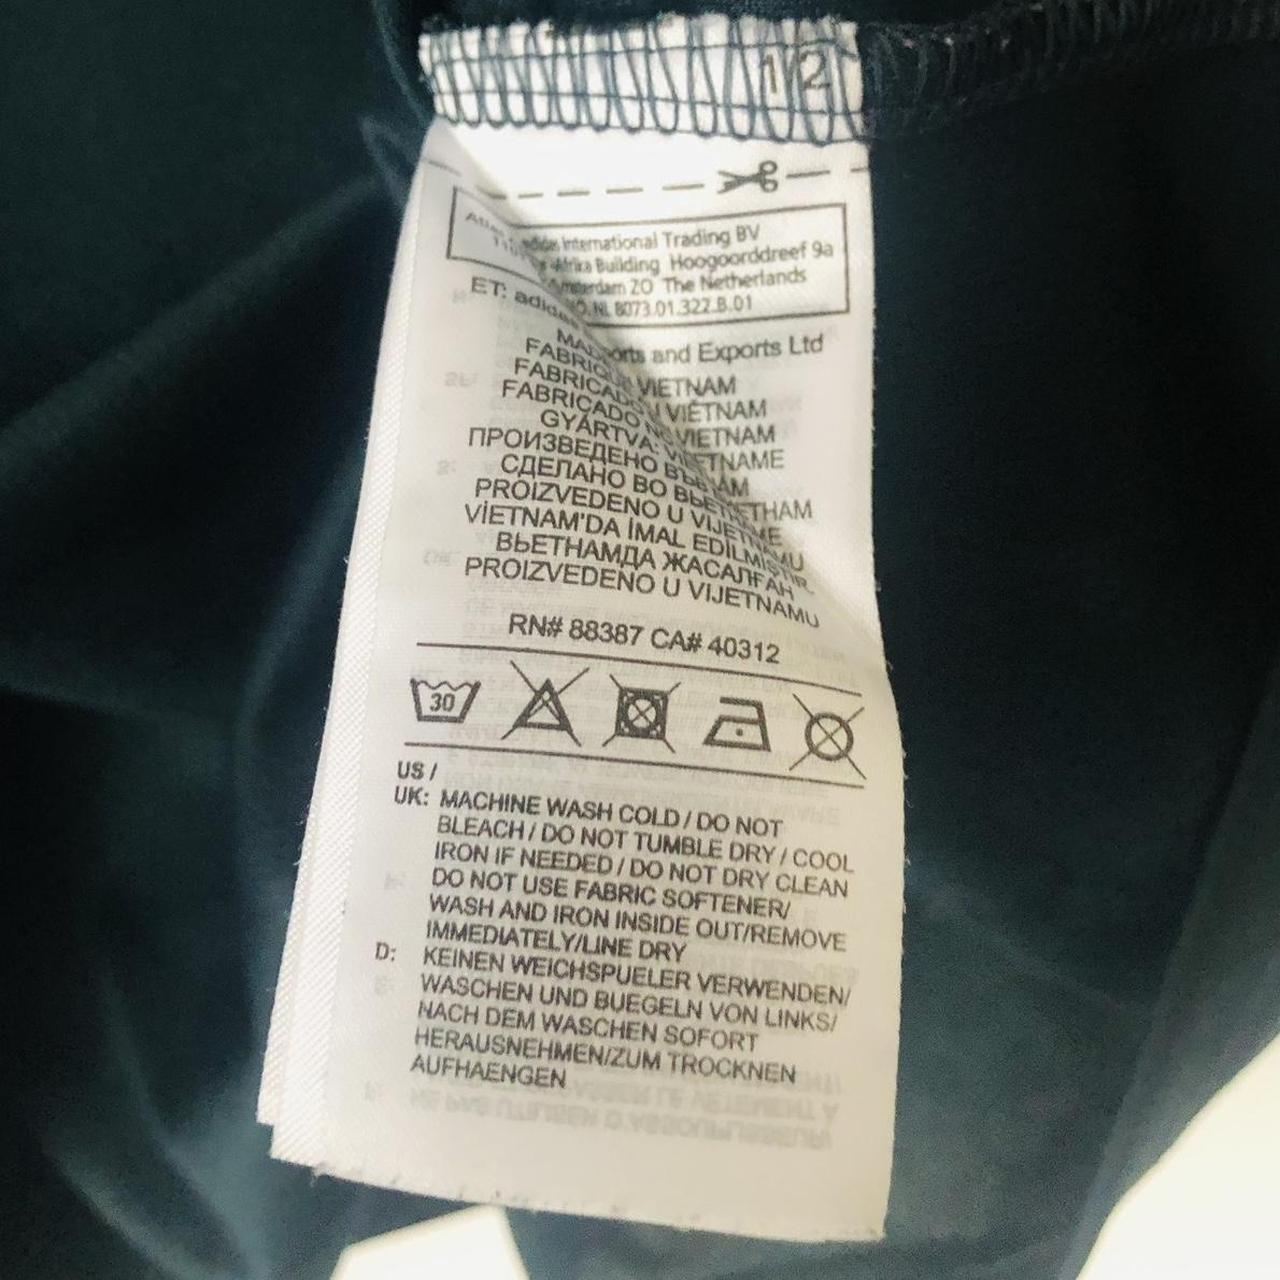 12
adidas International Trading BV
Building Hoogoorddreef 9a
Amsterdam ZO The Netherlands
NL 8073.01.322.B.01
ET: adidas
and Exports Ltd
VIETNAM
FABRIQUÉ VIÊTNAM
FABRICADO VIETNAM
FABRICADO VIETNAME
GYÁRTVA:
ПРОИЗВЕДЕНО
СДЕЛАНО ВО ВЬЕТНАМ
PROIZVEDENO U
VİETNAM'DA İMAL EDİLMİŞTİR.
ВЬЕТНАМДА ЖАСАЛҒАН
PROIZVEDENO U VIJETNAMU
RN# 88387 CA# 40312
30
US /
UK: MACHINE WASH COLD / DO NOT
BLEACH / DO NOT TUMBLE DRY / COOL
IRON IF NEEDED / DO NOT DRY CLEAN
DO NOT USE FABRIC SOFTENER/
WASH AND IRON INSIDE OUT/REMOVE
IMMEDIATELY/LINE DRY
D: KEINEN WEICHSPUELER VERWENDEN/
WASCHEN UND BUEGELN VON LINKS/
NACH DEM WASCHEN SOFORT
HERAUSNEHMEN/ZUM TROCKNEN
AUFHAENGEN